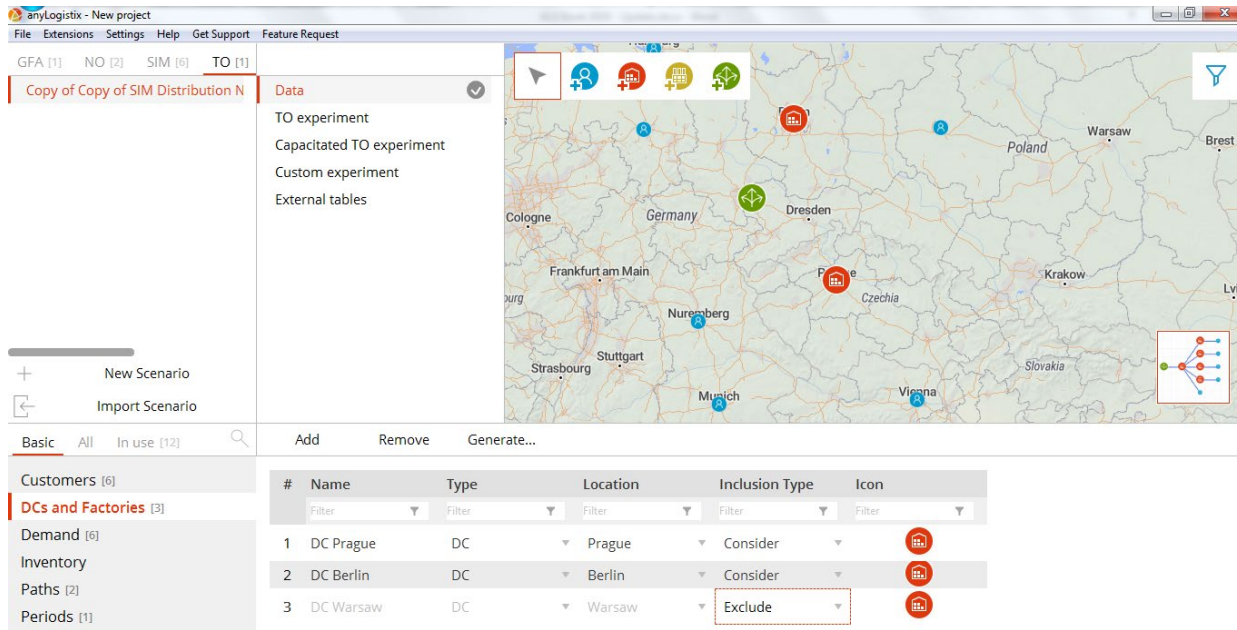 anyLogistix - New project
File Extensions Settings Help Get Support Feature Request
GFA [1] NO [2] SIM [6] TO [1]
Copy of Copy of SIM Distribution N
Data
TO experiment
Capacitated TO experiment
Custom experiment
External tables
New Scenario
Import Scenario
Warsaw
Brest
Poland
Cologne
Germany
Dresden
Frankfurt am Main
Krakow
Czechia
Nuremberg
Stuttgart
Strasbourg
Slovakia
Munich
Vienna
Basic All In use [12]
Add Remove Generate...
Customers [6]
DCs and Factories [3]
Demand [6]
Inventory
Paths [2]
Periods [1]
# Name Type Location Inclusion Type Icon
Filter Filter Filter Filter Filter
1 DC Prague DC Prague Consider
2 DC Berlin DC Berlin Consider
3 DC Warsaw DC Warsaw Exclude